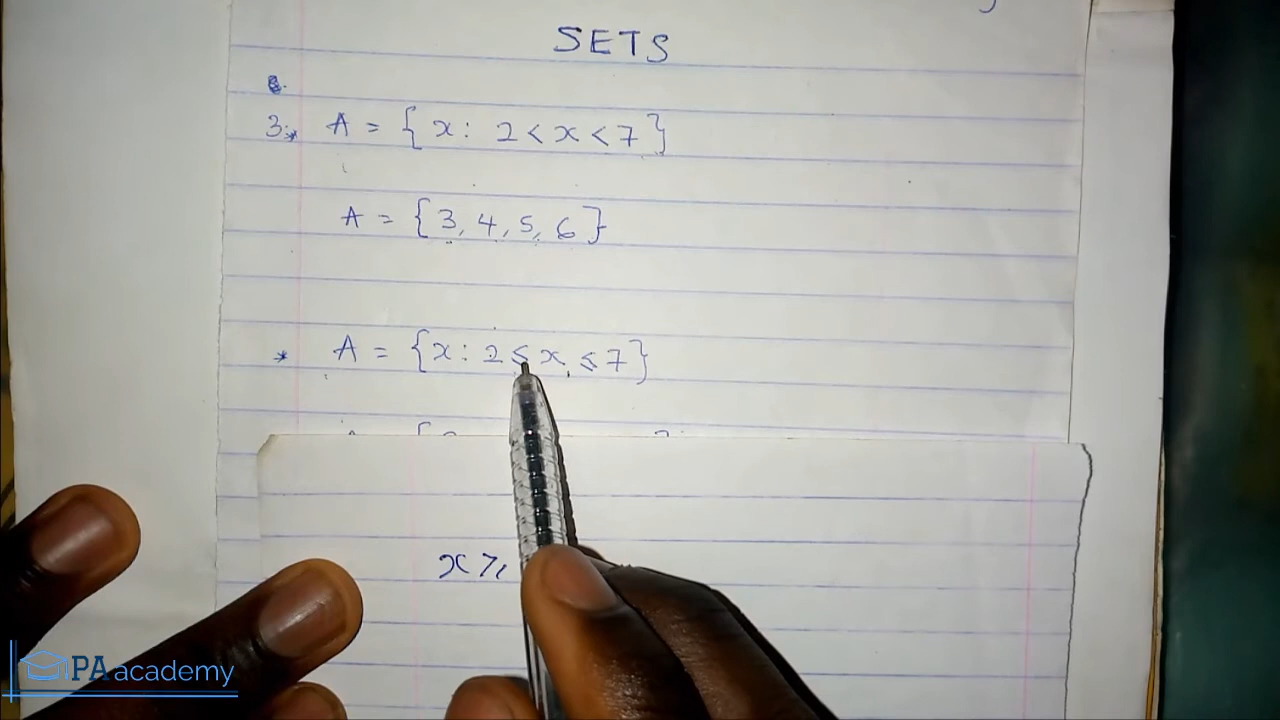 SETS
3. * A = { x : 2 < x < 7 }
A = { 3, 4, 5, 6 }
* A = { x : 2 ≤ x ≤ 7 }
x ≥
PA academy